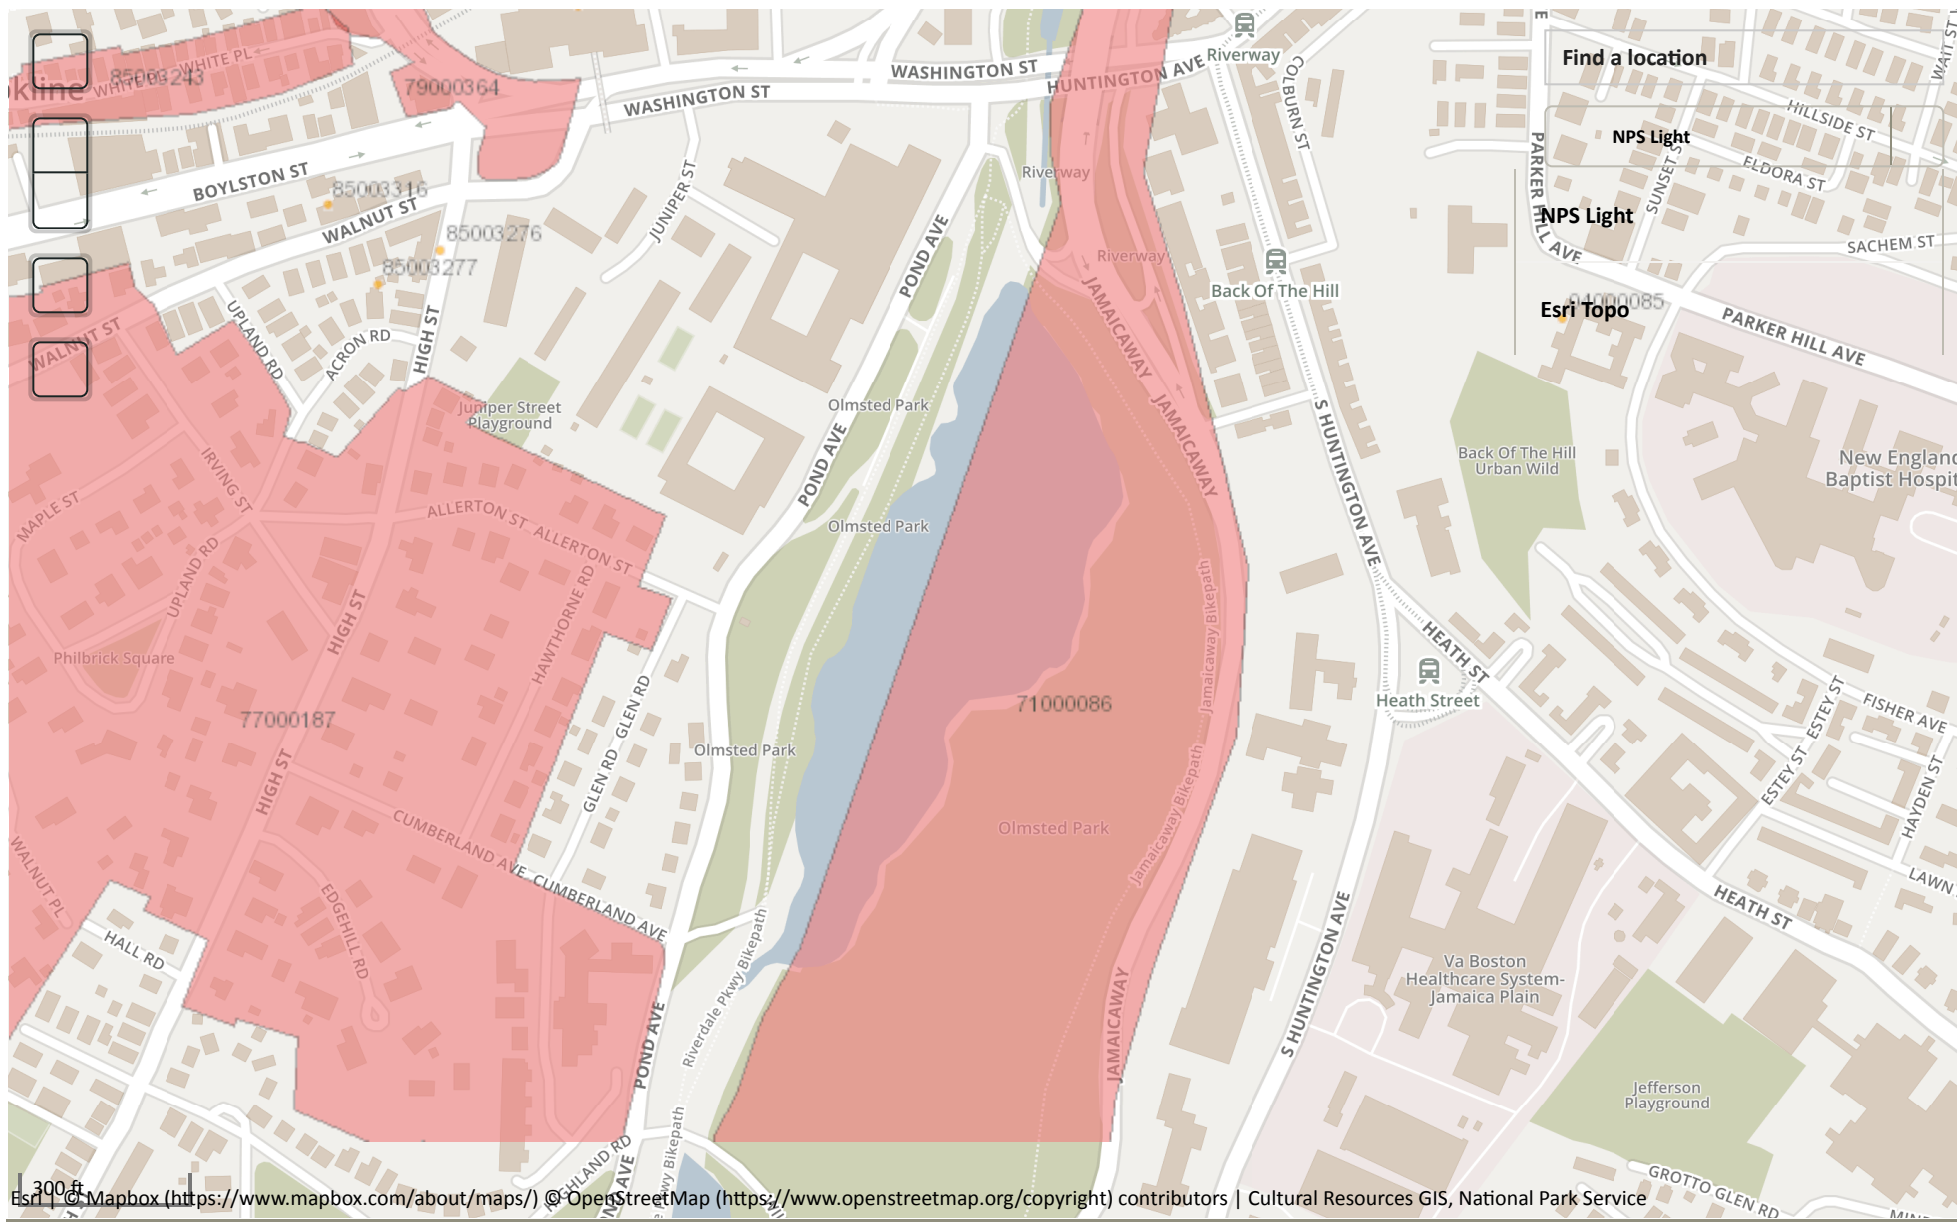 WHITE PL
WHITE PL
85003243
kline
79000364
WASHINGTON ST
WASHINGTON ST
HUNTINGTON AVE
Riverway
COLBURN ST
Find a location
WAIT ST
HILLSIDE ST
NPS Light
ELDORA ST
SUNSET S
PARKER HILL AVE
NPS Light
SACHEM ST
BOYLSTON ST
85003316
WALNUT ST
85003276
85003277
JUNIPER ST
POND AVE
Riverway
Riverway
JAMAICAWAY
Back Of The Hill
Esri Topo
04000085
PARKER HILL AVE
WALNUT ST
UPLAND RD
ACRON RD
HIGH ST
Juniper Street
Playground
Olmsted Park
POND AVE
JAMAICAWAY
S HUNTINGTON AVE
Back Of The Hill
Urban Wild
New England
Baptist Hospit
IRVING ST
MAPLE ST
ALLERTON ST
ALLERTON ST
Olmsted Park
UPLAND RD
HIGH ST
HAWTHORNE RD
Jamaicaway Bikepath
HEATH ST
Philbrick Square
77000187
71000086
Heath Street
FISHER AVE
ESTEY ST
ESTEY ST
HAYDEN ST
GLEN RD
GLEN RD
Olmsted Park
HIGH ST
Jamaicaway Bikepath
Olmsted Park
CUMBERLAND AVE
CUMBERLAND AVE
WALNUT PL
EDGEHILL RD
HALL RD
LAWN
HEATH ST
Riverdale Pkwy Bikepath
S HUNTINGTON AVE
Va Boston
Healthcare System-
Jamaica Plain
JAMAICAWAY
POND AVE
Jefferson
Playground
HIGHLAND RD
GROTTO GLEN RD
300 ft
Esri | © Mapbox (https://www.mapbox.com/about/maps/) © OpenStreetMap (https://www.openstreetmap.org/copyright) contributors | Cultural Resources GIS, National Park Service